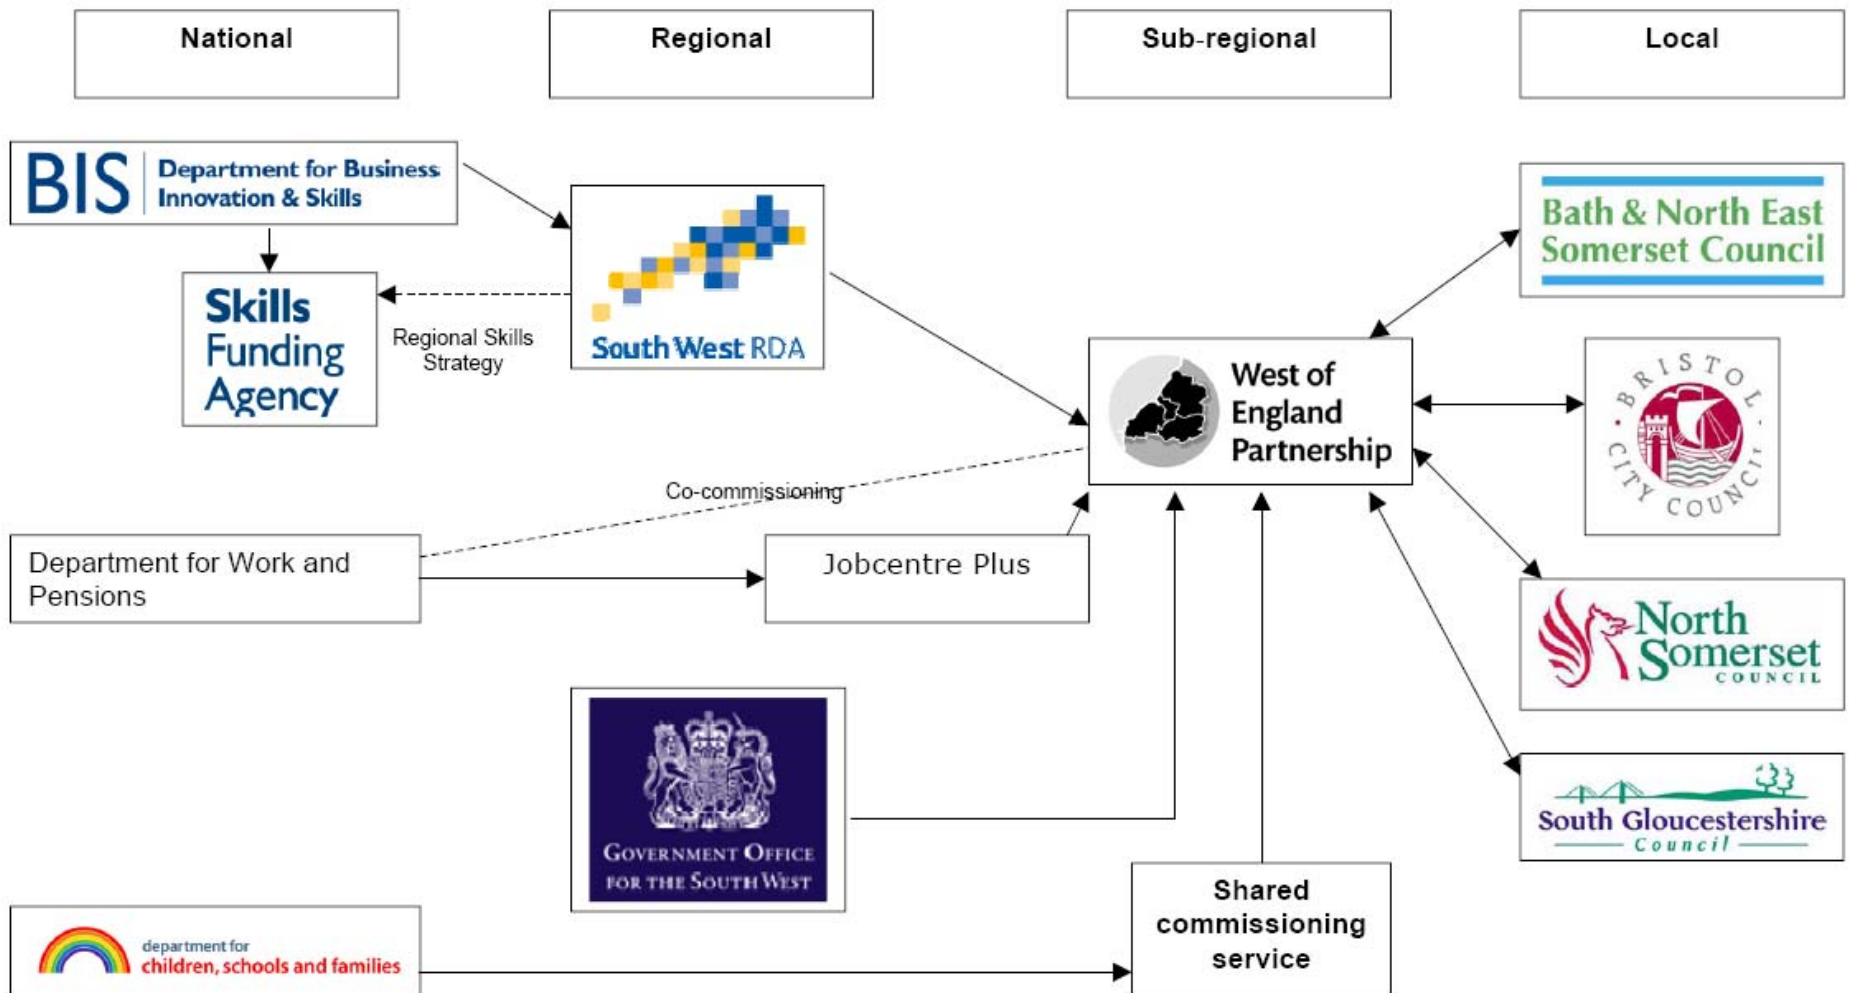 National
Regional
Sub-regional
Local
BIS
Department for Business
Innovation & Skills
Skills
Funding
Agency
Regional Skills
Strategy
South West RDA
West of
England
Partnership
Bath & North East
Somerset Council
BRISTOL
CITY COUNCIL
Co-commissioning
Department for Work and
Pensions
Jobcentre Plus
North
Somerset
COUNCIL
GOVERNMENT OFFICE
FOR THE SOUTH WEST
South Gloucestershire
Council
Shared
commissioning
service
department for
children, schools and families